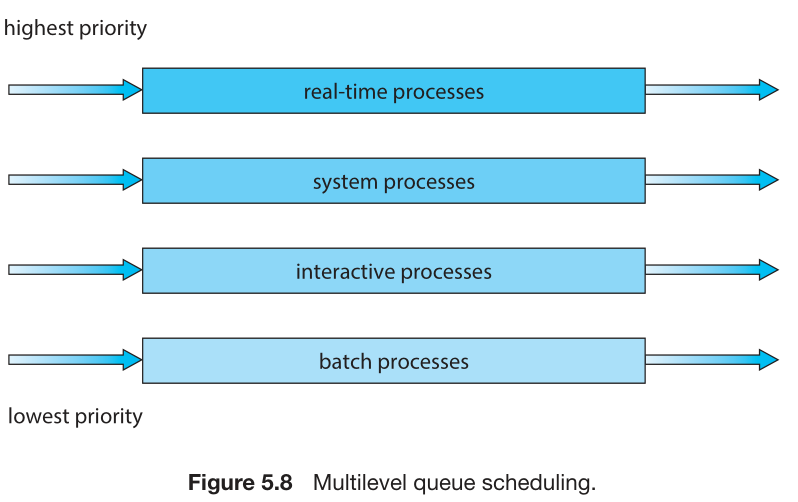 highest priority
real-time processes
system processes
interactive processes
batch processes
lowest priority
Figure 5.8 Multilevel queue scheduling.